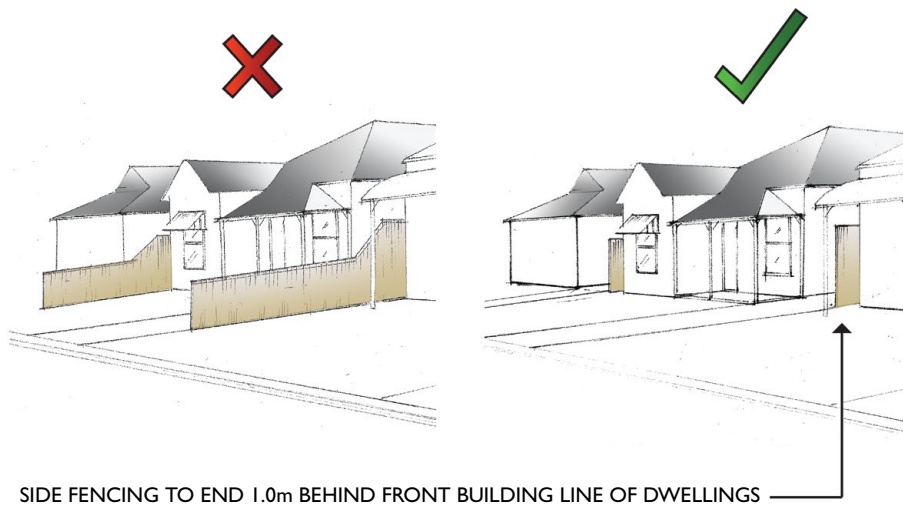 SIDE FENCING TO END 1.0m BEHIND FRONT BUILDING LINE OF DWELLINGS